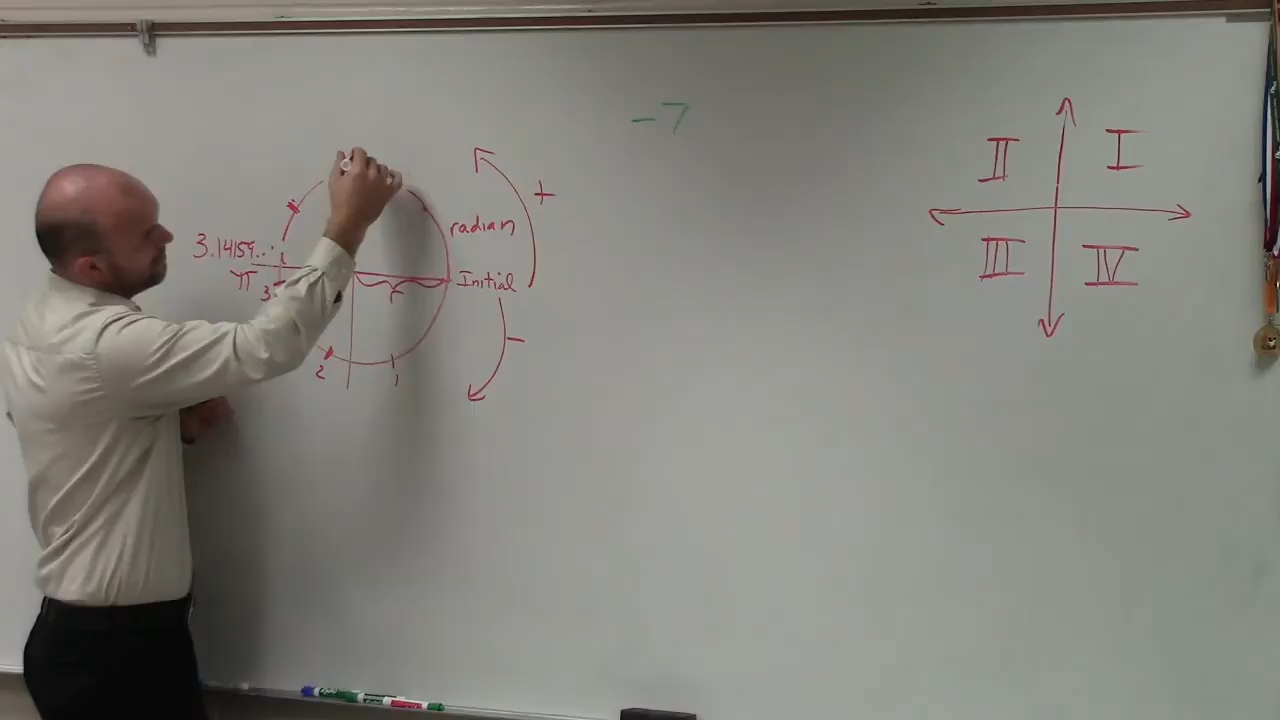 -7
II
I
+
radian
3.14159...
π
3
r
Initial
III
IV
-
2
1